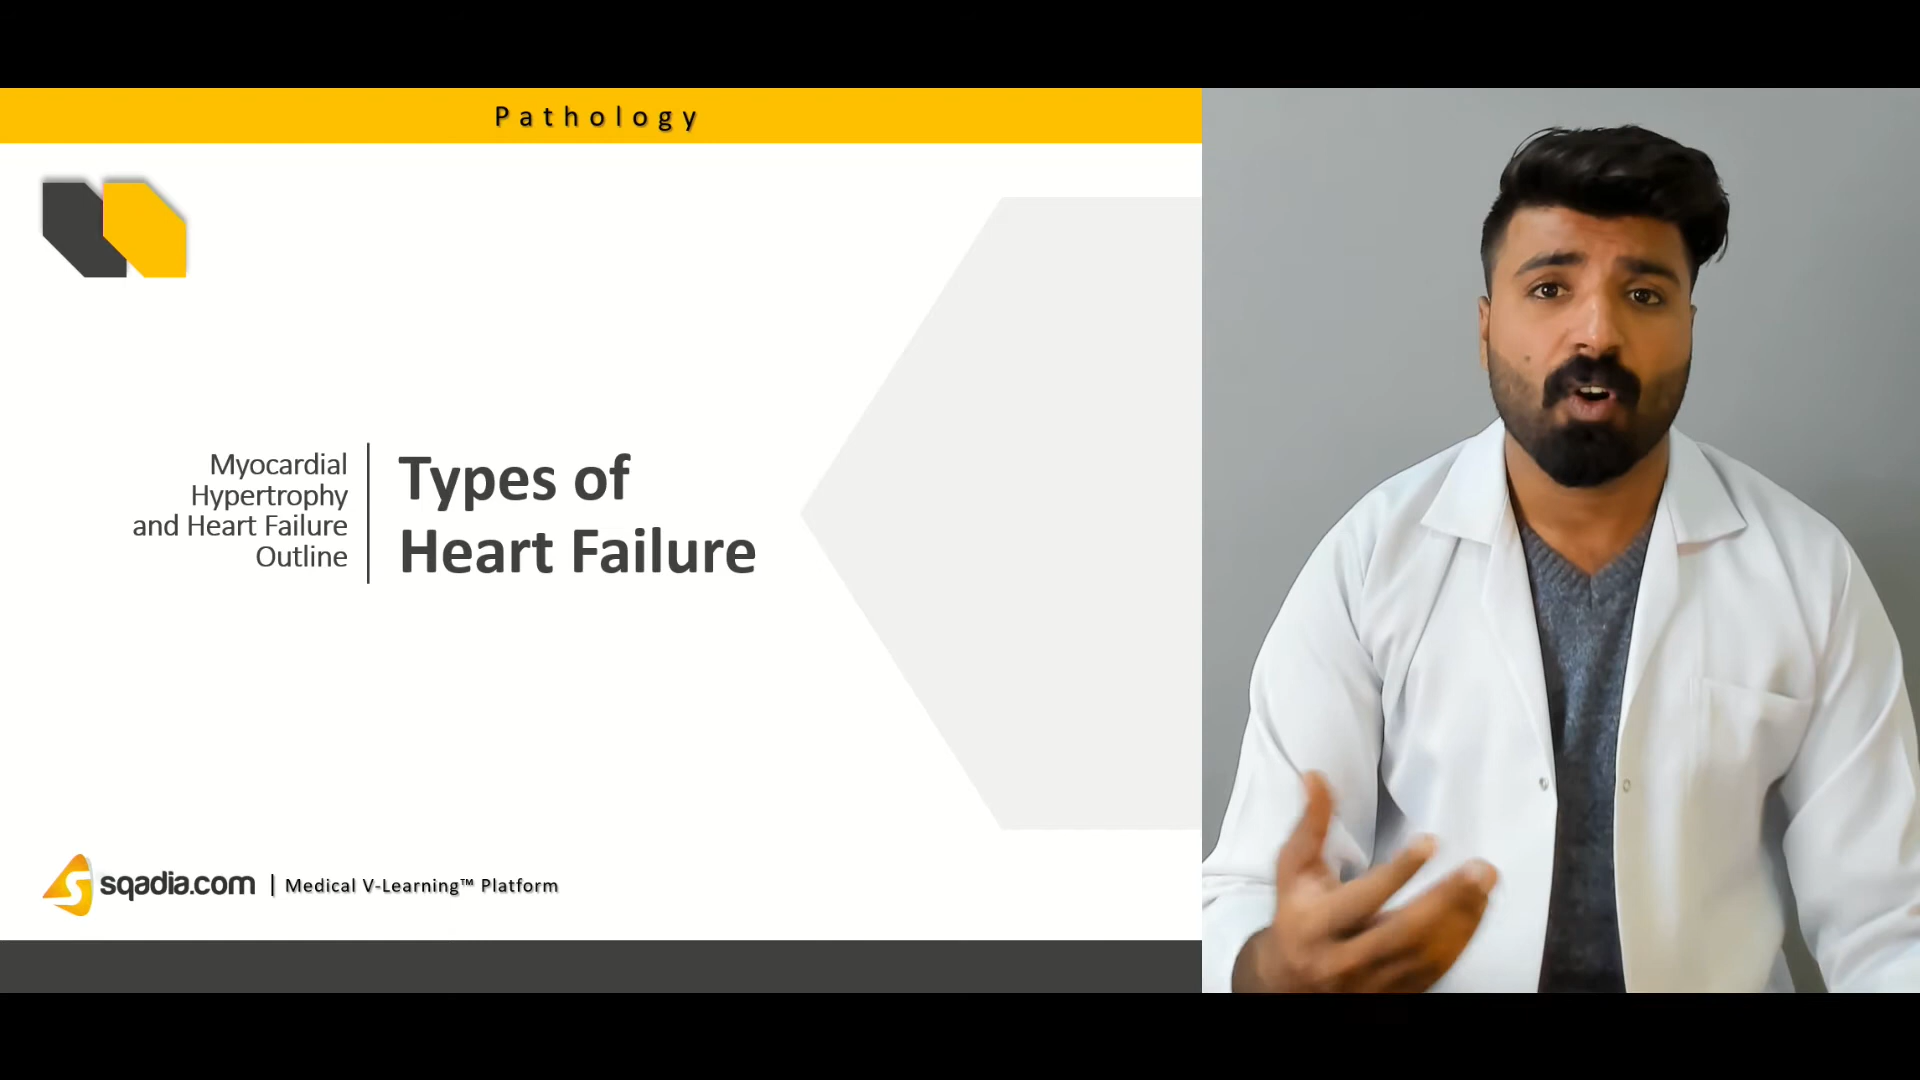 Pathology
Myocardial
Hypertrophy
and Heart Failure
Outline
Types of
Heart Failure
sqadia.com | Medical V-Learning™ Platform